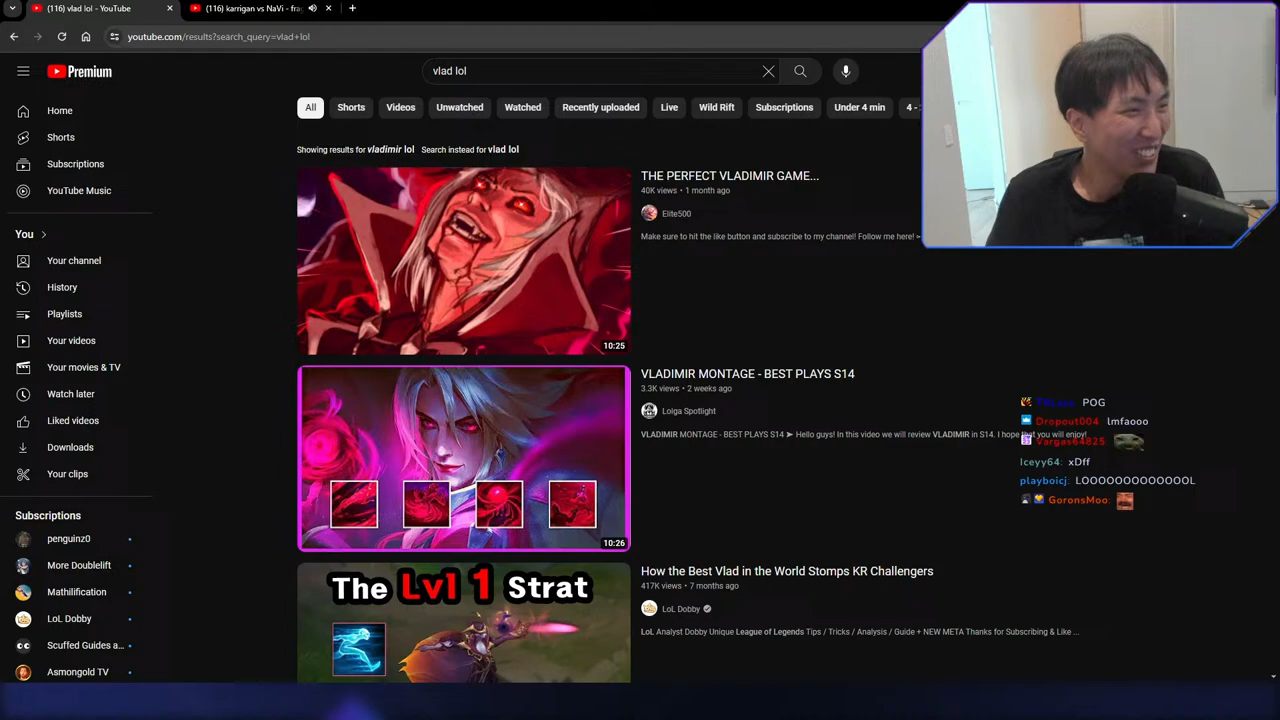 (116) vlad lol - YouTube
(116) karrigan vs NaVi - fra
youtube.com/results?search_query=vlad+lol
Premium
vlad lol
Home
Shorts
Subscriptions
YouTube Music
You
Your channel
History
Playlists
Your videos
Your movies & TV
Watch later
Liked videos
Downloads
Your clips
Subscriptions
penguinz0
More Doublelift
Mathilification
LoL Dobby
Scuffed Guides a...
Asmongold TV
All Shorts Videos Unwatched Watched Recently uploaded Live Wild Rift Subscriptions Under 4 min 4 -
Showing results for vladimir lol Search instead for vlad lol
10:25
THE PERFECT VLADIMIR GAME...
40K views • 1 month ago
Elite500
Make sure to hit the like button and subscribe to my channel! Follow me here!
10:26
VLADIMIR MONTAGE - BEST PLAYS S14
3.3K views • 2 weeks ago
Lolga Spotlight
VLADIMIR MONTAGE - BEST PLAYS S14 ➤ Hello guys! In this video we will review VLADIMIR in S14. I hope that you will enjoy!
The Lvl 1 Strat
How the Best Vlad in the World Stomps KR Challengers
417K views • 7 months ago
LoL Dobby
LoL Analyst Dobby Unique League of Legends Tips / Tricks / Analysis / Guide + NEW META Thanks for Subscribing & Like ...
POG
Dropout004 lmfaooo
Vargas64825
Iceyy64: xDff
playboicj: LOOOOOOOOOOOOOL
GoronsMoo: